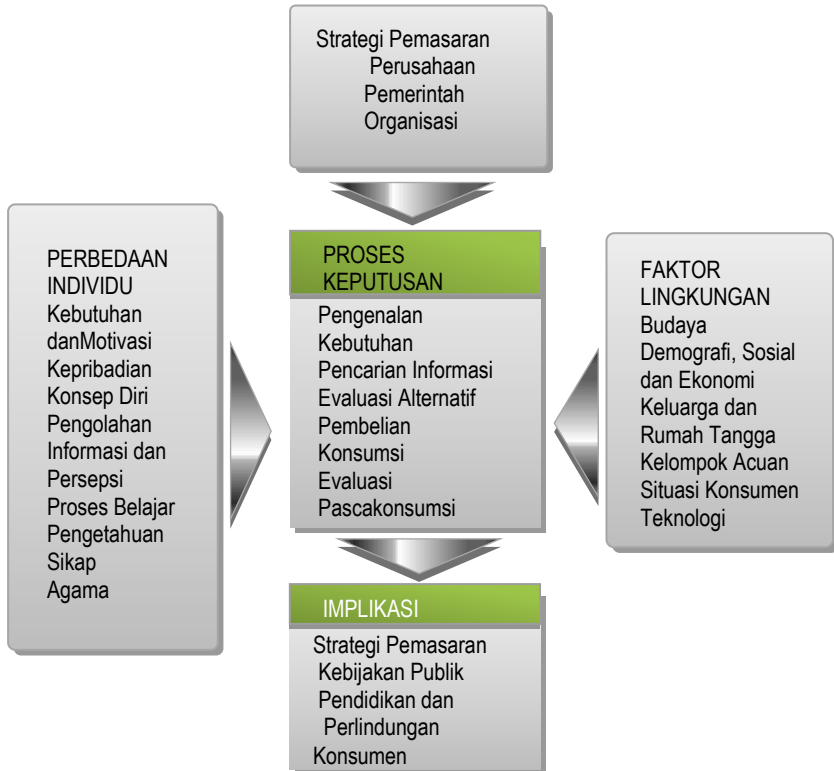 Strategi Pemasaran
Perusahaan
Pemerintah
Organisasi
PERBEDAAN
INDIVIDU
Kebutuhan
danMotivasi
Kepribadian
Konsep Diri
Pengolahan
Informasi dan
Persepsi
Proses Belajar
Pengetahuan
Sikap
Agama
PROSES
KEPUTUSAN
Pengenalan
Kebutuhan
Pencarian Informasi
Evaluasi Alternatif
Pembelian
Konsumsi
Evaluasi
Pascakonsumsi
FAKTOR
LINGKUNGAN
Budaya
Demografi, Sosial
dan Ekonomi
Keluarga dan
Rumah Tangga
Kelompok Acuan
Situasi Konsumen
Teknologi
IMPLIKASI
Strategi Pemasaran
Kebijakan Publik
Pendidikan dan
Perlindungan
Konsumen